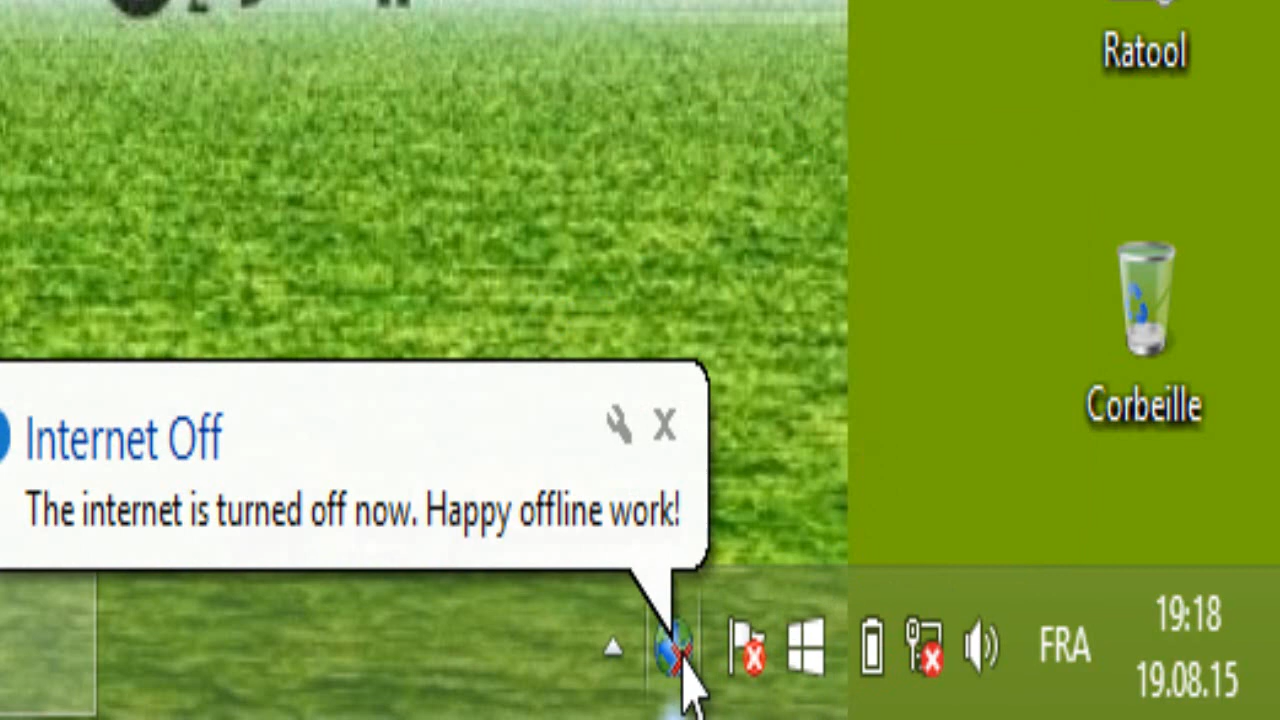 Ratool
Corbeille
Internet Off
The internet is turned off now. Happy offline work!
FRA
19:18
19.08.15